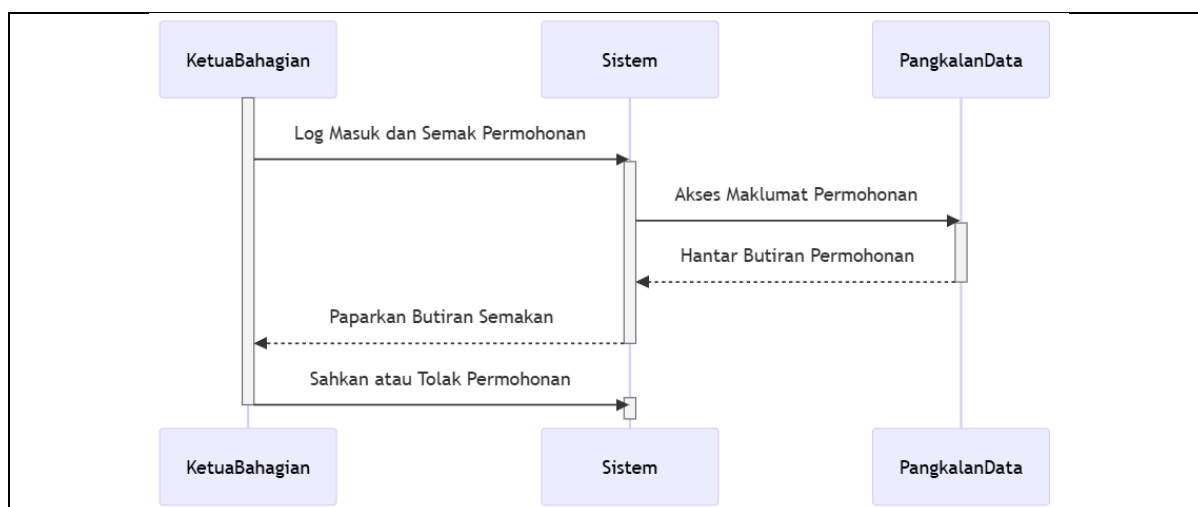 KetuaBahagian
Sistem
PangkalanData
Log Masuk dan Semak Permohonan
Akses Maklumat Permohonan
Hantar Butiran Permohonan
Paparkan Butiran Semakan
Sahkan atau Tolak Permohonan
KetuaBahagian
Sistem
PangkalanData